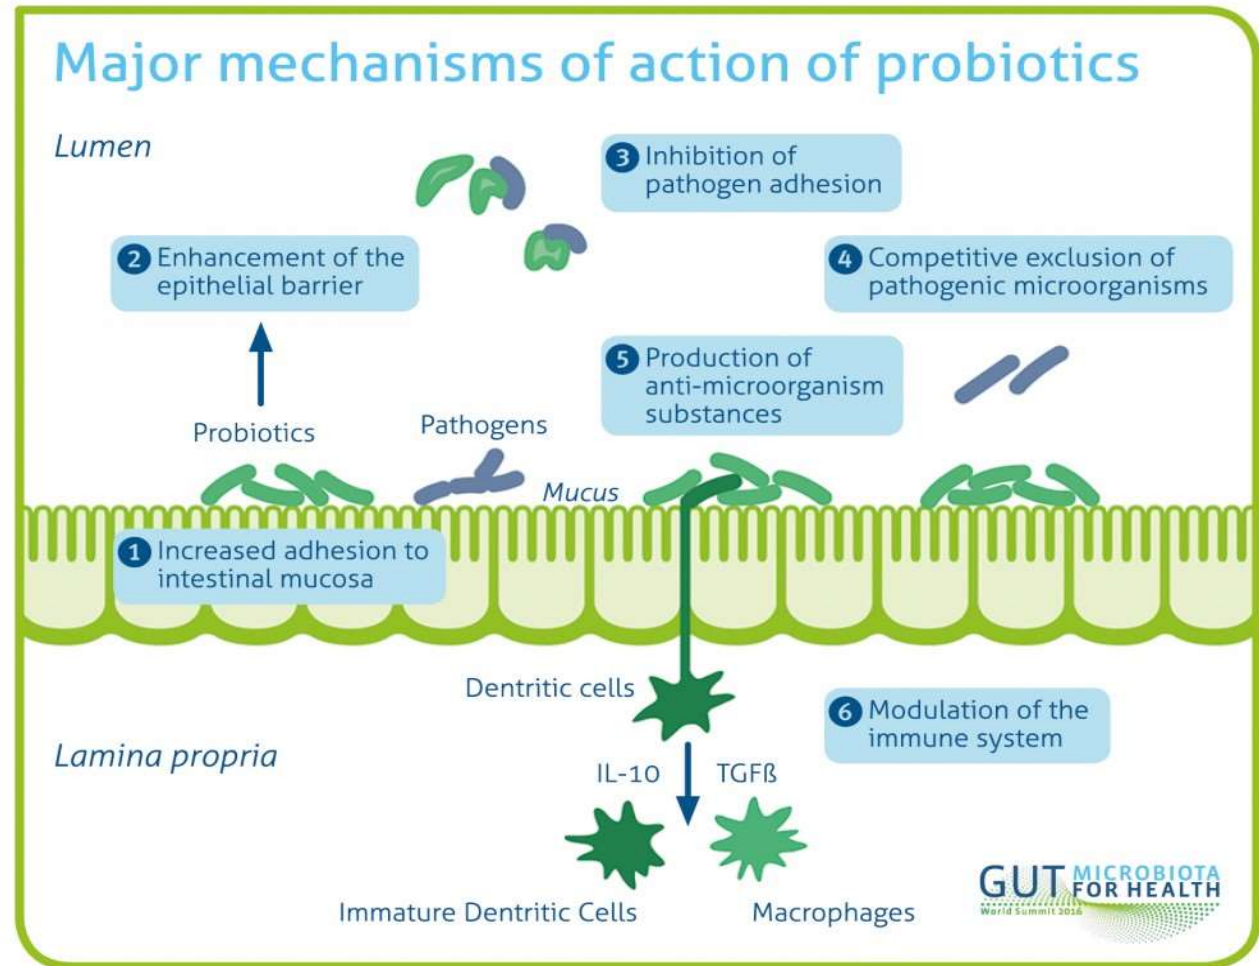 Major mechanisms of action of probiotics
Lumen
3 Inhibition of
pathogen adhesion
2 Enhancement of the
epithelial barrier
4 Competitive exclusion of
pathogenic microorganisms
5 Production of
anti-microorganism
substances
Probiotics
Pathogens
Mucus
1 Increased adhesion to
intestinal mucosa
Dentritic cells
6 Modulation of the
immune system
Lamina propria
IL-10
TGFß
Immature Dentritic Cells
Macrophages
GUT MICROBIOTA
FOR HEALTH
World Summit 2016